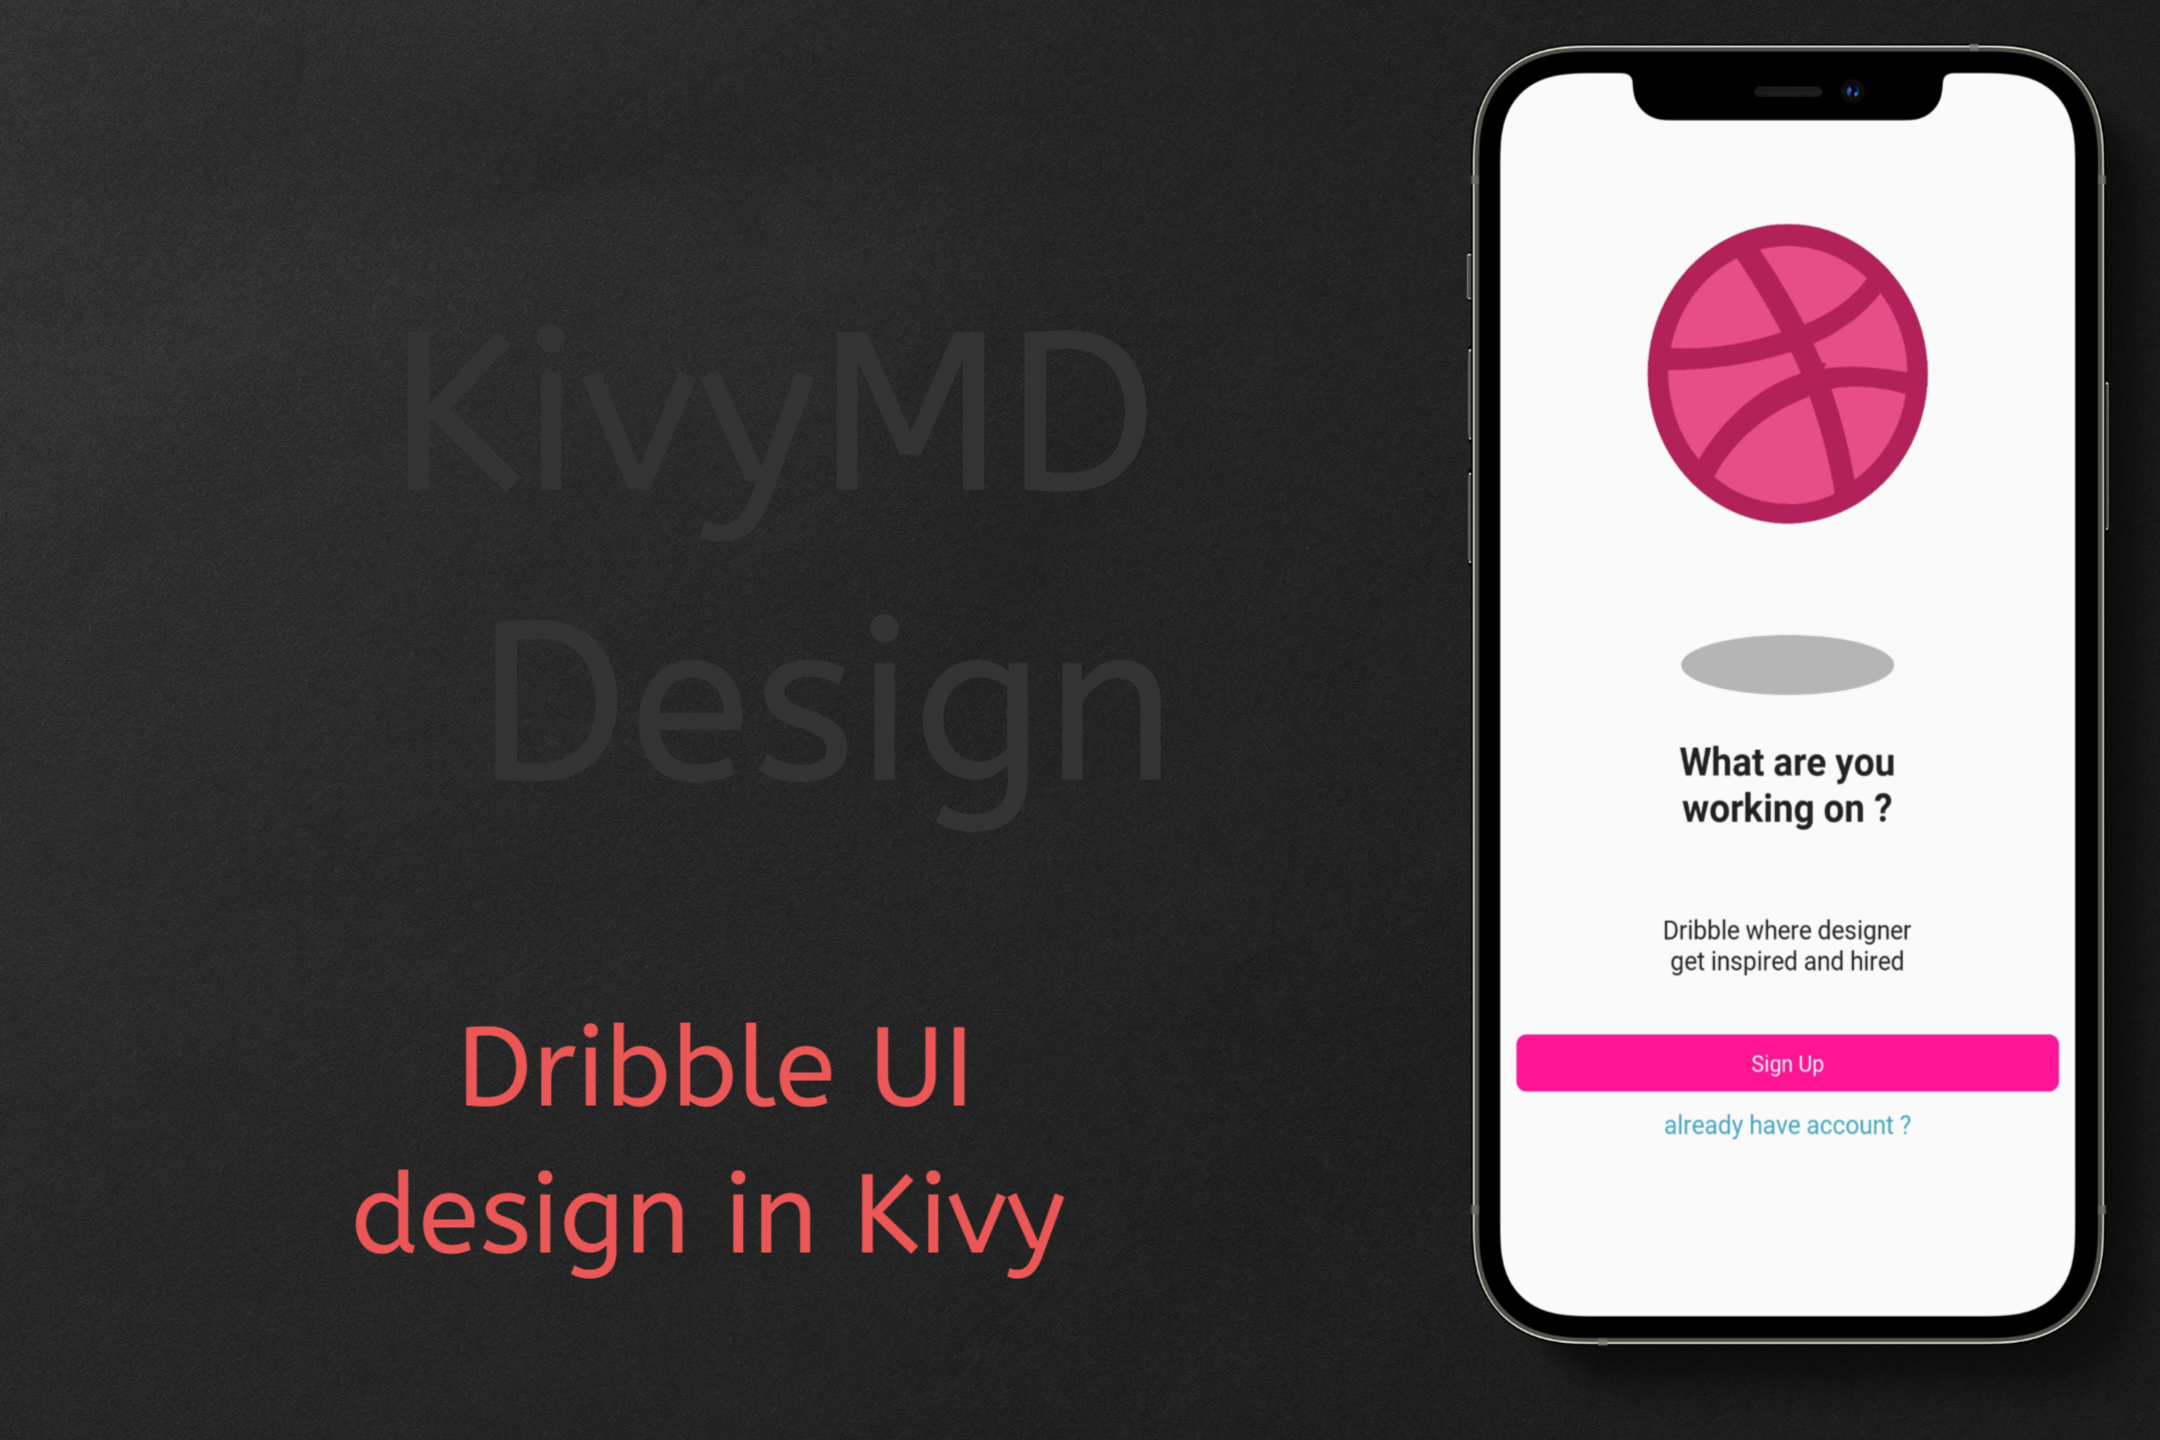 KivyMD
Design
Dribble UI
design in Kivy
What are you
working on ?
Dribble where designer
get inspired and hired
Sign Up
already have account ?